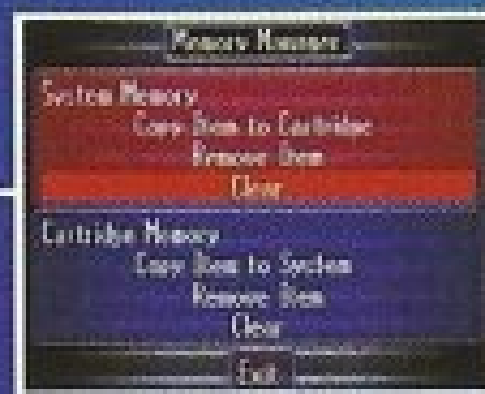 Memory Manager
System Memory
Copy Item to Cartridge
Remove Item
Clear
Cartridge Memory
Copy Item to System
Remove Item
Clear
Exit